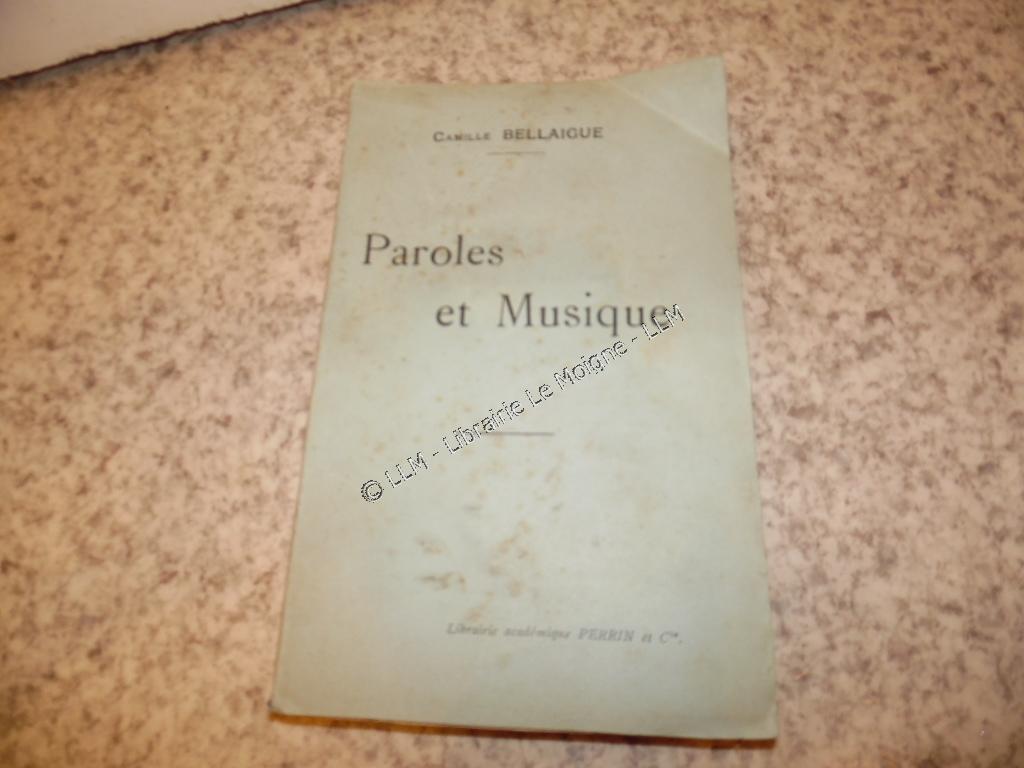 Camille BELLAIGUE
Paroles
et Musique
© LLM - Librairie Le Moigne - LLM
Librairie académique PERRIN et Cie.